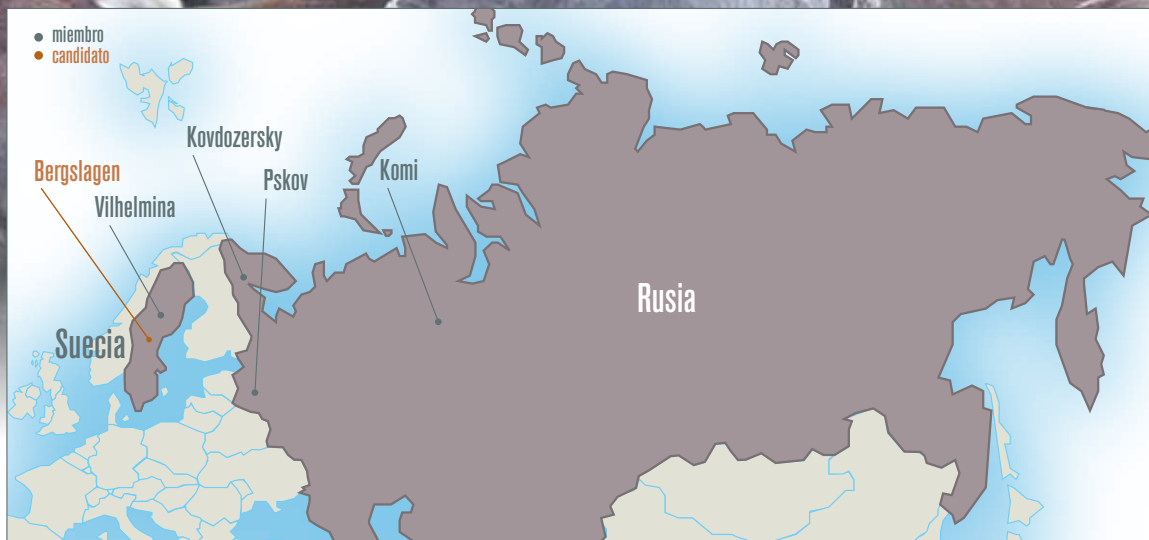 miembro
candidato
Kovdozersky
Bergslagen
Pskov
Komi
Vilhelmina
Rusia
Suecia